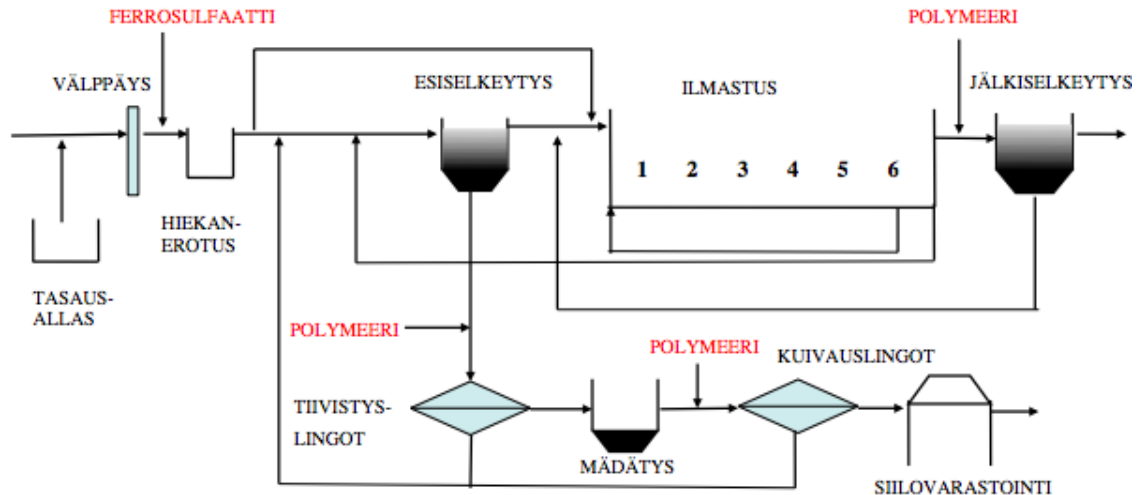 FERROSULFAATTI
POLYMEERI
VÄLPPÄYS
ESISELKEYTYS
ILMASTUS
JÄLKISELKEYTYS
1 2 3 4 5 6
HIEKAN-
EROTUS
TASAUS-
ALLAS
POLYMEERI
POLYMEERI
KUIVAUSLINGOT
TIIVISTYS-
LINGOT
MÄDÄTYS
SIILOVARASTOINTI